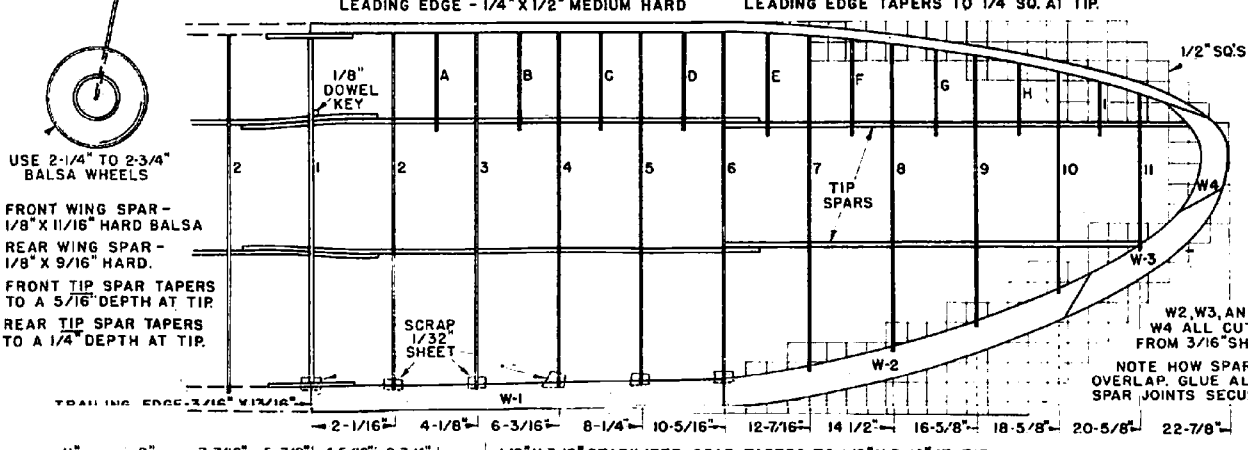 LEADING EDGE - 1/4" X 1/2" MEDIUM HARD
LEADING EDGE TAPERS TO 1/4 SQ. AT TIP.
1/2" SQ'S
1/8"
DOWEL
KEY
A
B
C
D
E
F
G
H
I
USE 2-1/4" TO 2-3/4"
BALSA WHEELS
2
1
2
3
4
5
6
7
8
9
10
11
W4
TIP
SPARS
FRONT WING SPAR -
1/8" X 11/16" HARD BALSA
REAR WING SPAR -
1/8" X 9/16" HARD.
FRONT TIP SPAR TAPERS
TO A 5/16" DEPTH AT TIP.
REAR TIP SPAR TAPERS
TO A 1/4" DEPTH AT TIP.
W-3
SCRAP
1/32"
SHEET
W2, W3, AN
W4 ALL CUT
FROM 3/16" SH
W-2
NOTE HOW SPAR
OVERLAP. GLUE AL
SPAR JOINTS SECU
TRAILING EDGE-3/16" X 13/16"
W-1
2-1/16" 4-1/8" 6-3/16" 8-1/4" 10-5/16" 12-7/16" 14 1/2" 16-5/8" 18-5/8" 20-5/8" 22-7/8"